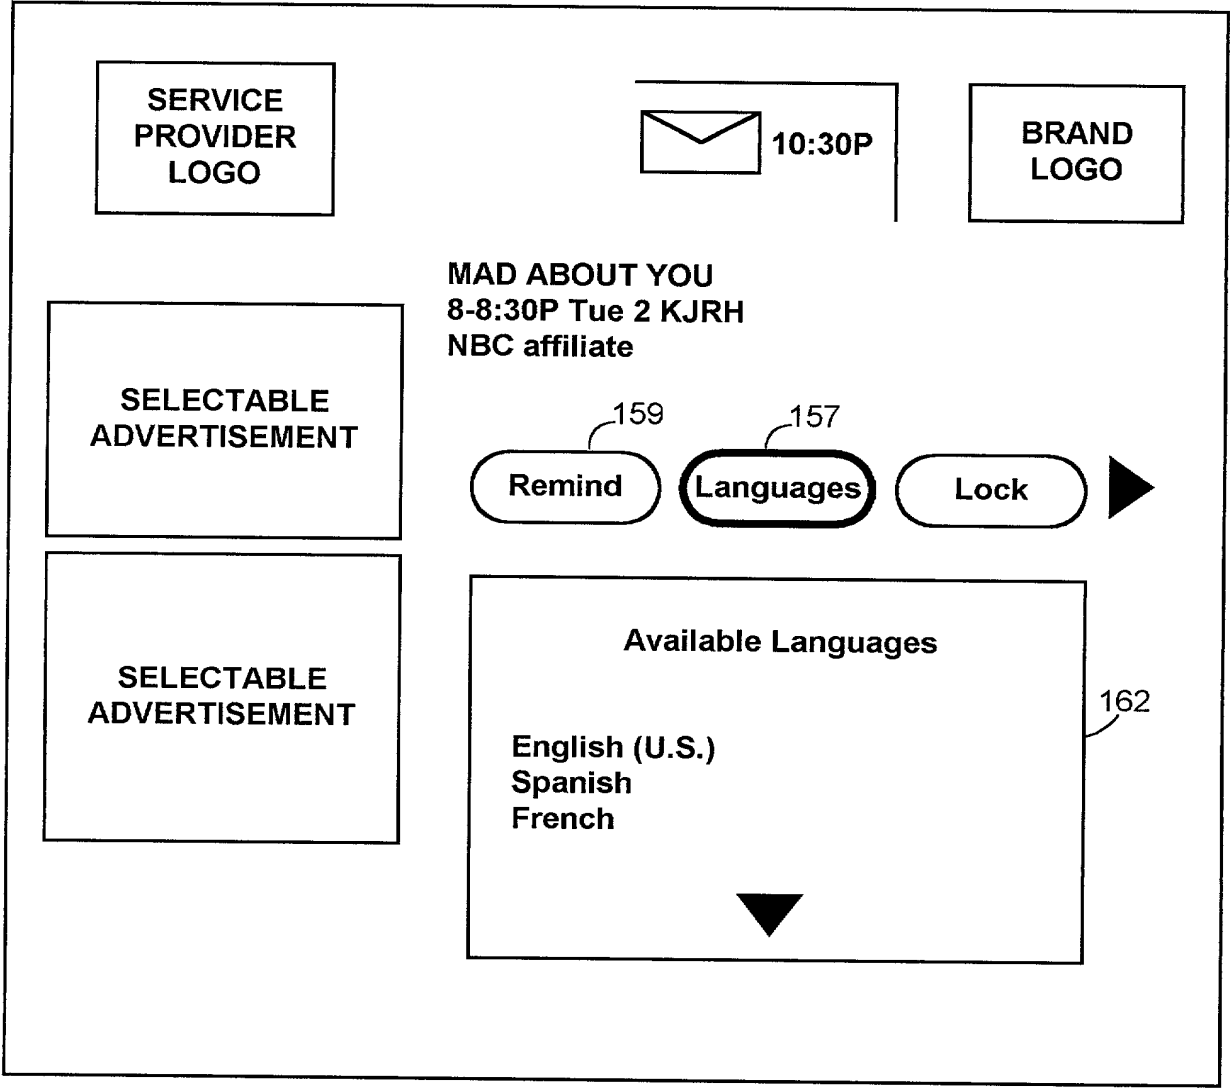 SERVICE
PROVIDER
LOGO
10:30P
BRAND
LOGO
MAD ABOUT YOU
8-8:30P Tue 2 KJRH
NBC affiliate
SELECTABLE
ADVERTISEMENT
159
157
Remind
Languages
Lock
SELECTABLE
ADVERTISEMENT
Available Languages
162
English (U.S.)
Spanish
French